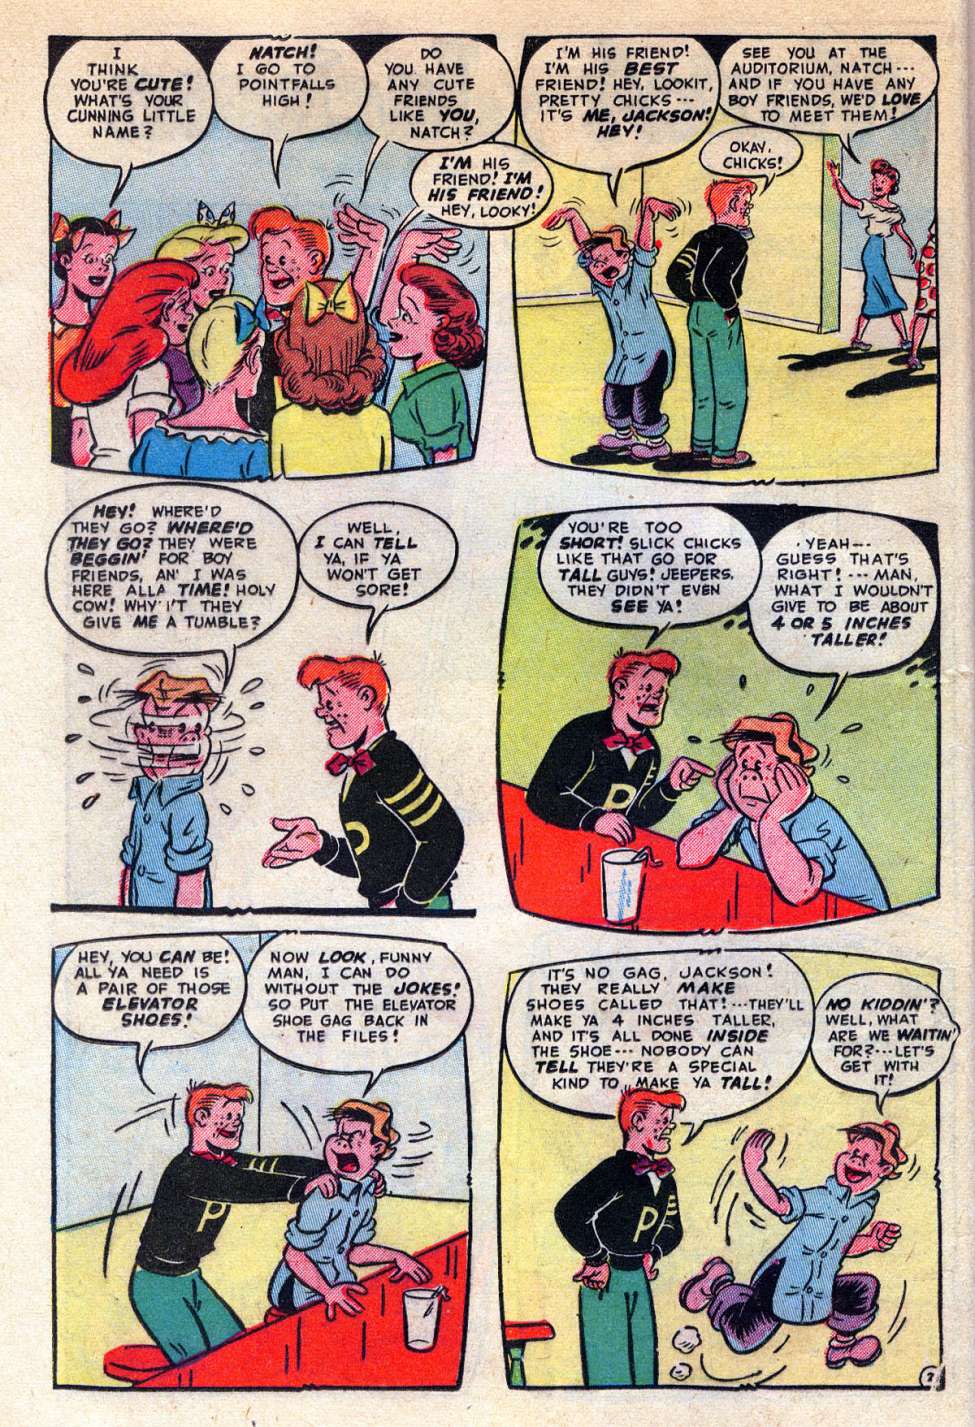 I
THINK
YOU'RE CUTE!
WHAT'S YOUR
CUNNING LITTLE
NAME?
NATCH!
I GO TO
POINTFALLS
HIGH!
DO
YOU HAVE
ANY CUTE
FRIENDS
LIKE YOU,
NATCH?
I'M HIS
FRIEND! I'M
HIS FRIEND!
HEY, LOOKY!
I'M HIS FRIEND!
I'M HIS BEST
FRIEND! HEY, LOOKIT,
PRETTY CHICKS---
IT'S ME, JACKSON!
HEY!
OKAY,
CHICKS!
SEE YOU AT THE
AUDITORIUM, NATCH---
AND IF YOU HAVE ANY
BOY FRIENDS, WE'D LOVE
TO MEET THEM!
HEY! WHERE'D
THEY GO? WHERE'D
THEY GO? THEY WERE
BEGGIN' FOR BOY
FRIENDS, AN' I WAS
HERE ALLA TIME! HOLY
COW! WHY'I'T THEY
GIVE ME A TUMBLE?
WELL,
I CAN TELL
YA, IF YA
WON'T GET
SORE!
YOU'RE TOO
SHORT! SLICK CHICKS
LIKE THAT GO FOR
TALL GUYS! JEEPERS,
THEY DIDN'T EVEN
SEE YA!
YEAH---
GUESS THAT'S
RIGHT!---MAN,
WHAT I WOULDN'T
GIVE TO BE ABOUT
4 OR 5 INCHES
TALLER!
P
HEY, YOU CAN BE!
ALL YA NEED IS
A PAIR OF THOSE
ELEVATOR
SHOES!
NOW LOOK, FUNNY
MAN, I CAN DO
WITHOUT THE JOKES!
SO PUT THE ELEVATOR
SHOE GAG BACK IN
THE FILES!
P
IT'S NO GAG, JACKSON!
THEY REALLY MAKE
SHOES CALLED THAT!---THEY'LL
MAKE YA 4 INCHES TALLER,
AND IT'S ALL DONE INSIDE
THE SHOE---NOBODY CAN
TELL THEY'RE A SPECIAL
KIND TO MAKE YA TALL!
NO KIDDIN'?
WELL, WHAT
ARE WE WAITIN'
FOR?---LET'S
GET WITH
IT!
P
7